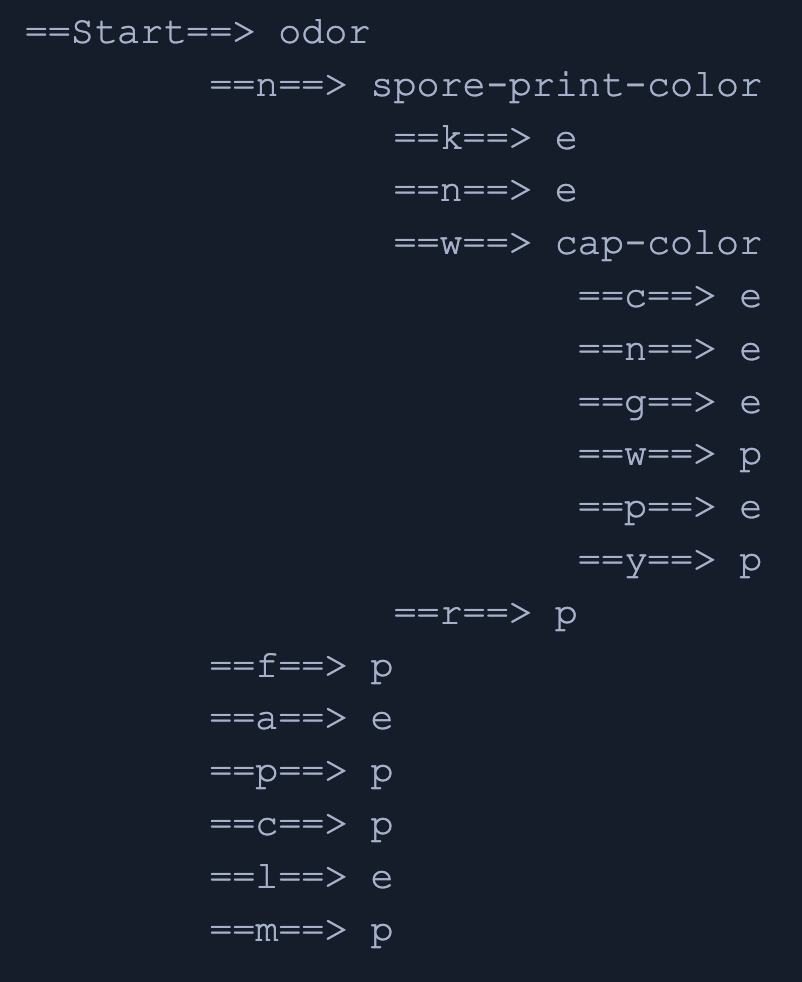 ==Start==> odor
==n==> spore-print-color
==k==> e
==n==> e
==w==> cap-color
==c==> e
==n==> e
==g==> e
==w==> p
==p==> e
==y==> p
==r==> p
==f==> p
==a==> e
==p==> p
==c==> p
==l==> e
==m==> p